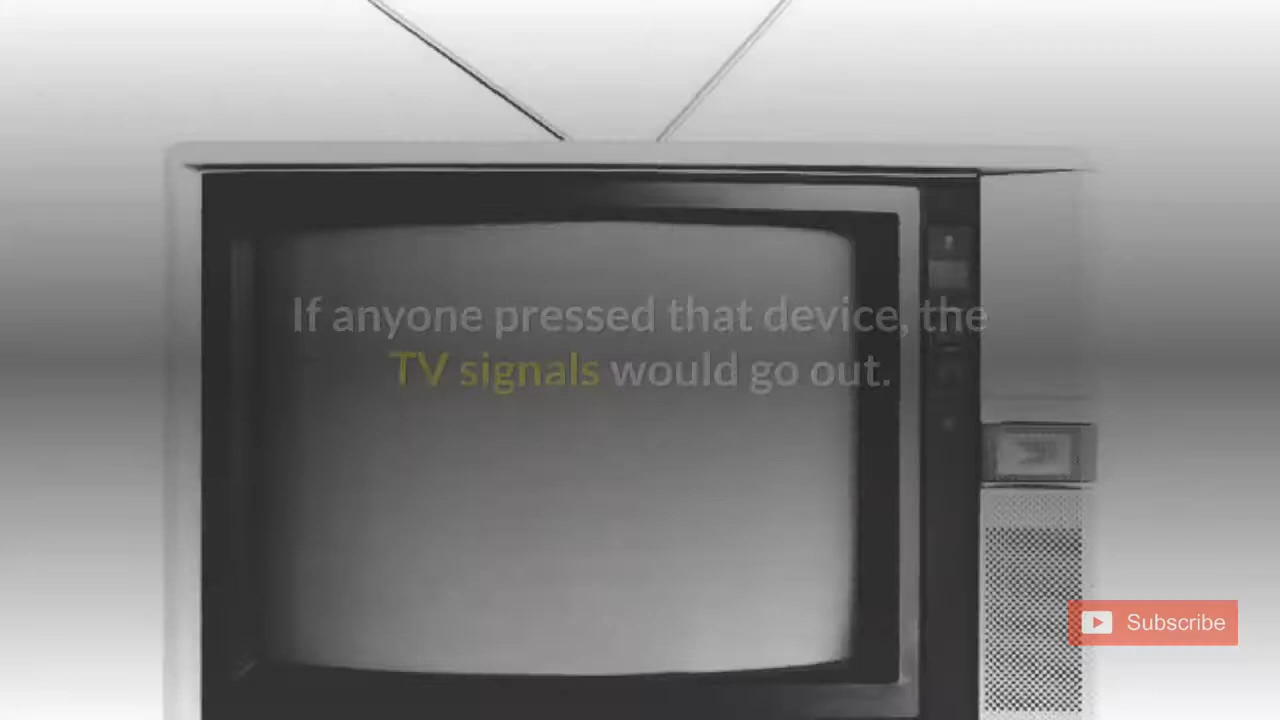 If anyone pressed that device, the
TV signals would go out.
Subscribe